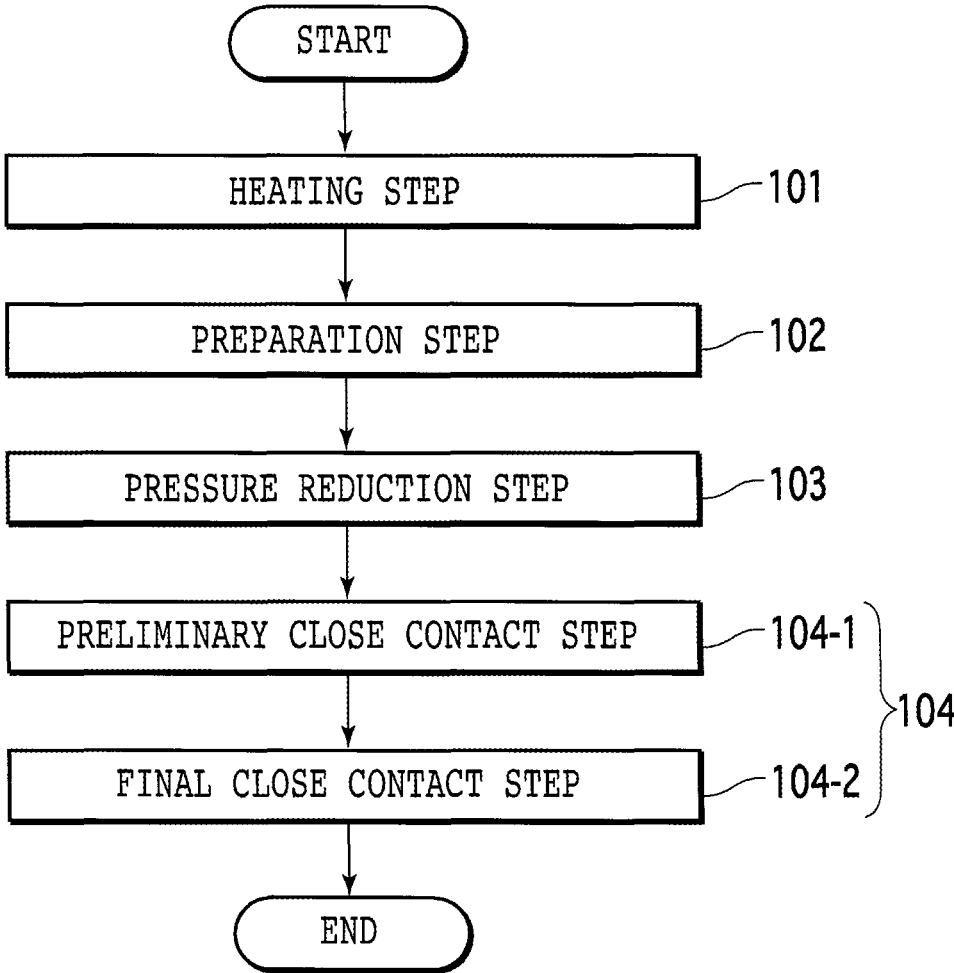 START
HEATING STEP
101
PREPARATION STEP
102
PRESSURE REDUCTION STEP
103
PRELIMINARY CLOSE CONTACT STEP
104-1
104
FINAL CLOSE CONTACT STEP
104-2
END